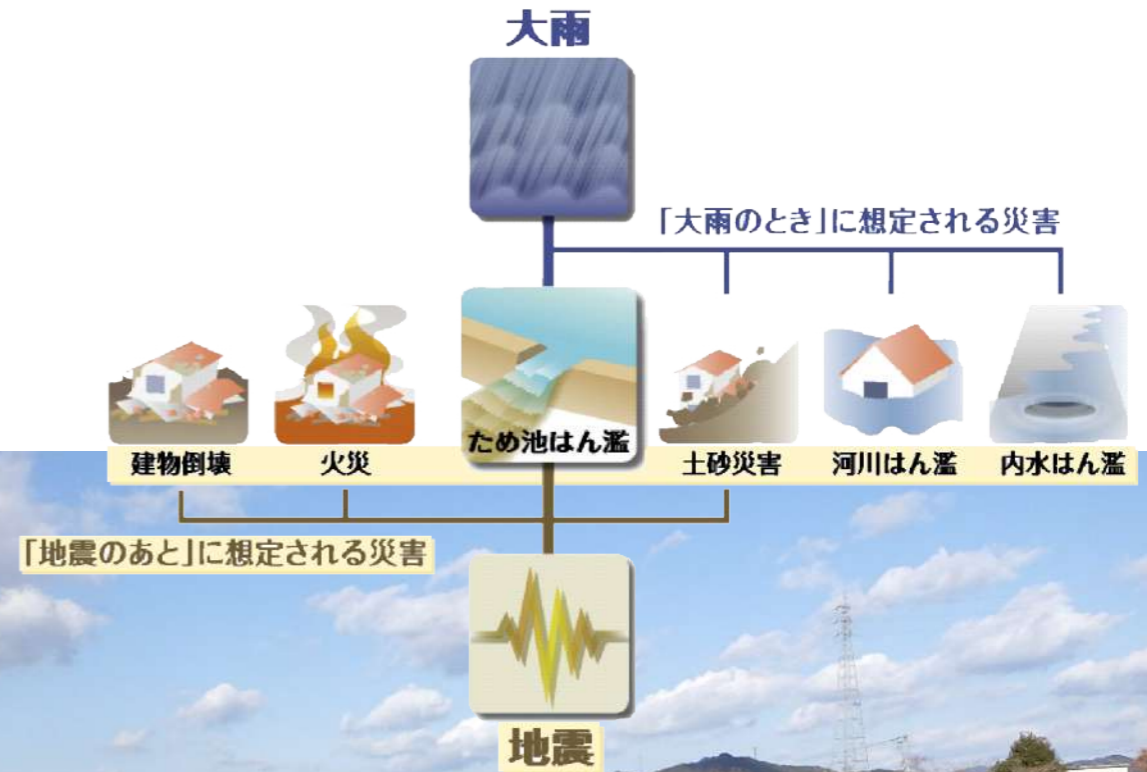 大雨
「大雨のとき」に想定される災害
建物倒壊
火災
ため池はん濫
土砂災害
河川はん濫
内水はん濫
「地震のあと」に想定される災害
地震